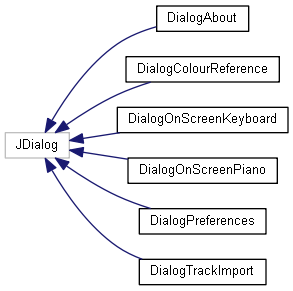 DialogAbout
DialogColourReference
DialogOnScreenKeyboard
JDialog
DialogOnScreenPiano
DialogPreferences
DialogTrackImport